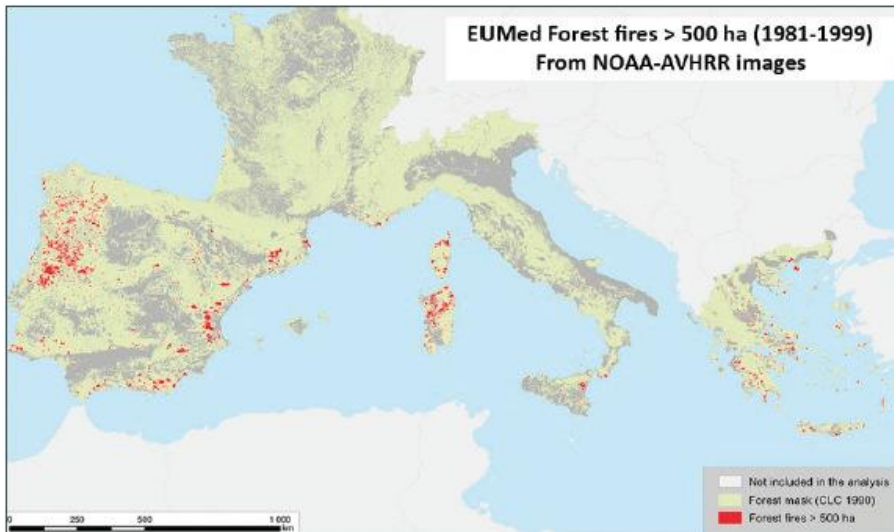 EUMed Forest fires > 500 ha (1981-1999)
From NOAA-AVHRR images
Not included in the analysis
Forest mask (CLC 1990)
Forest fires > 500 ha
0 250 500 1 000
km